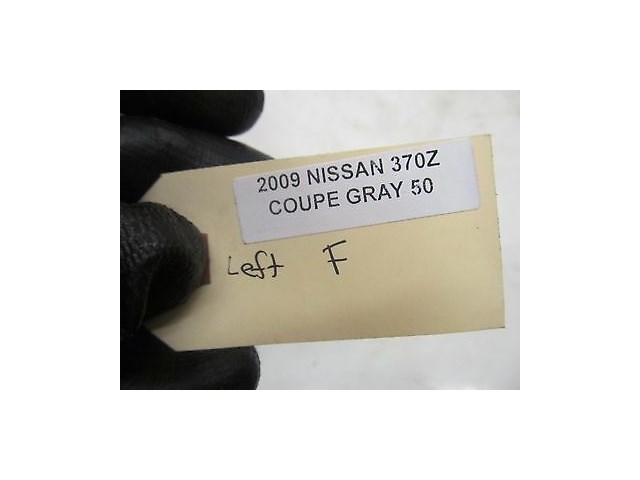 2009 NISSAN 370Z
COUPE GRAY 50
Left F